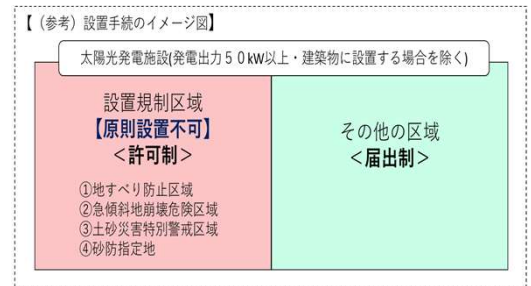 【（参考）設置手続のイメージ図】
太陽光発電施設(発電出力５０kW以上・建築物に設置する場合を除く)
設置規制区域
【原則設置不可】
＜許可制＞
①地すべり防止区域
②急傾斜地崩壊危険区域
③土砂災害特別警戒区域
④砂防指定地
その他の区域
＜届出制＞